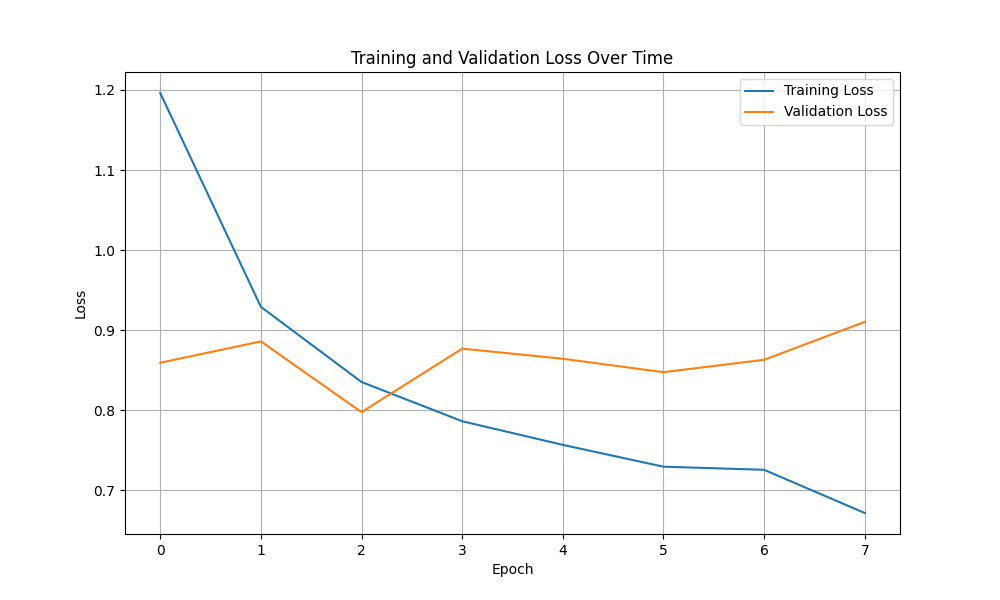 Training and Validation Loss Over Time
Training Loss
Validation Loss
1.2
1.1
1.0
0.9
0.8
0.7
Loss
0 1 2 3 4 5 6 7
Epoch